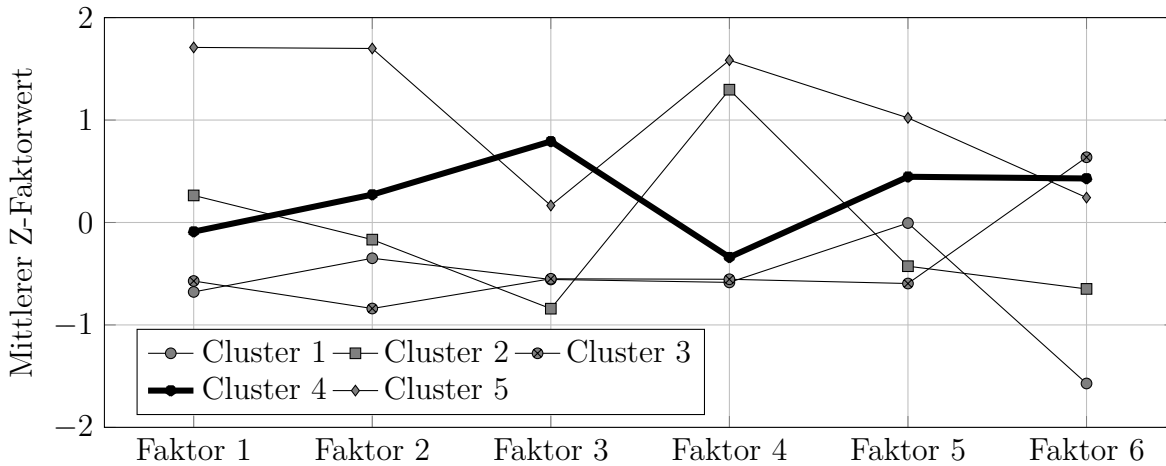 2
1
0
−1
−2
Mittlerer Z-Faktorwert
Cluster 1 Cluster 2 Cluster 3
Cluster 4 Cluster 5
Faktor 1 Faktor 2 Faktor 3 Faktor 4 Faktor 5 Faktor 6